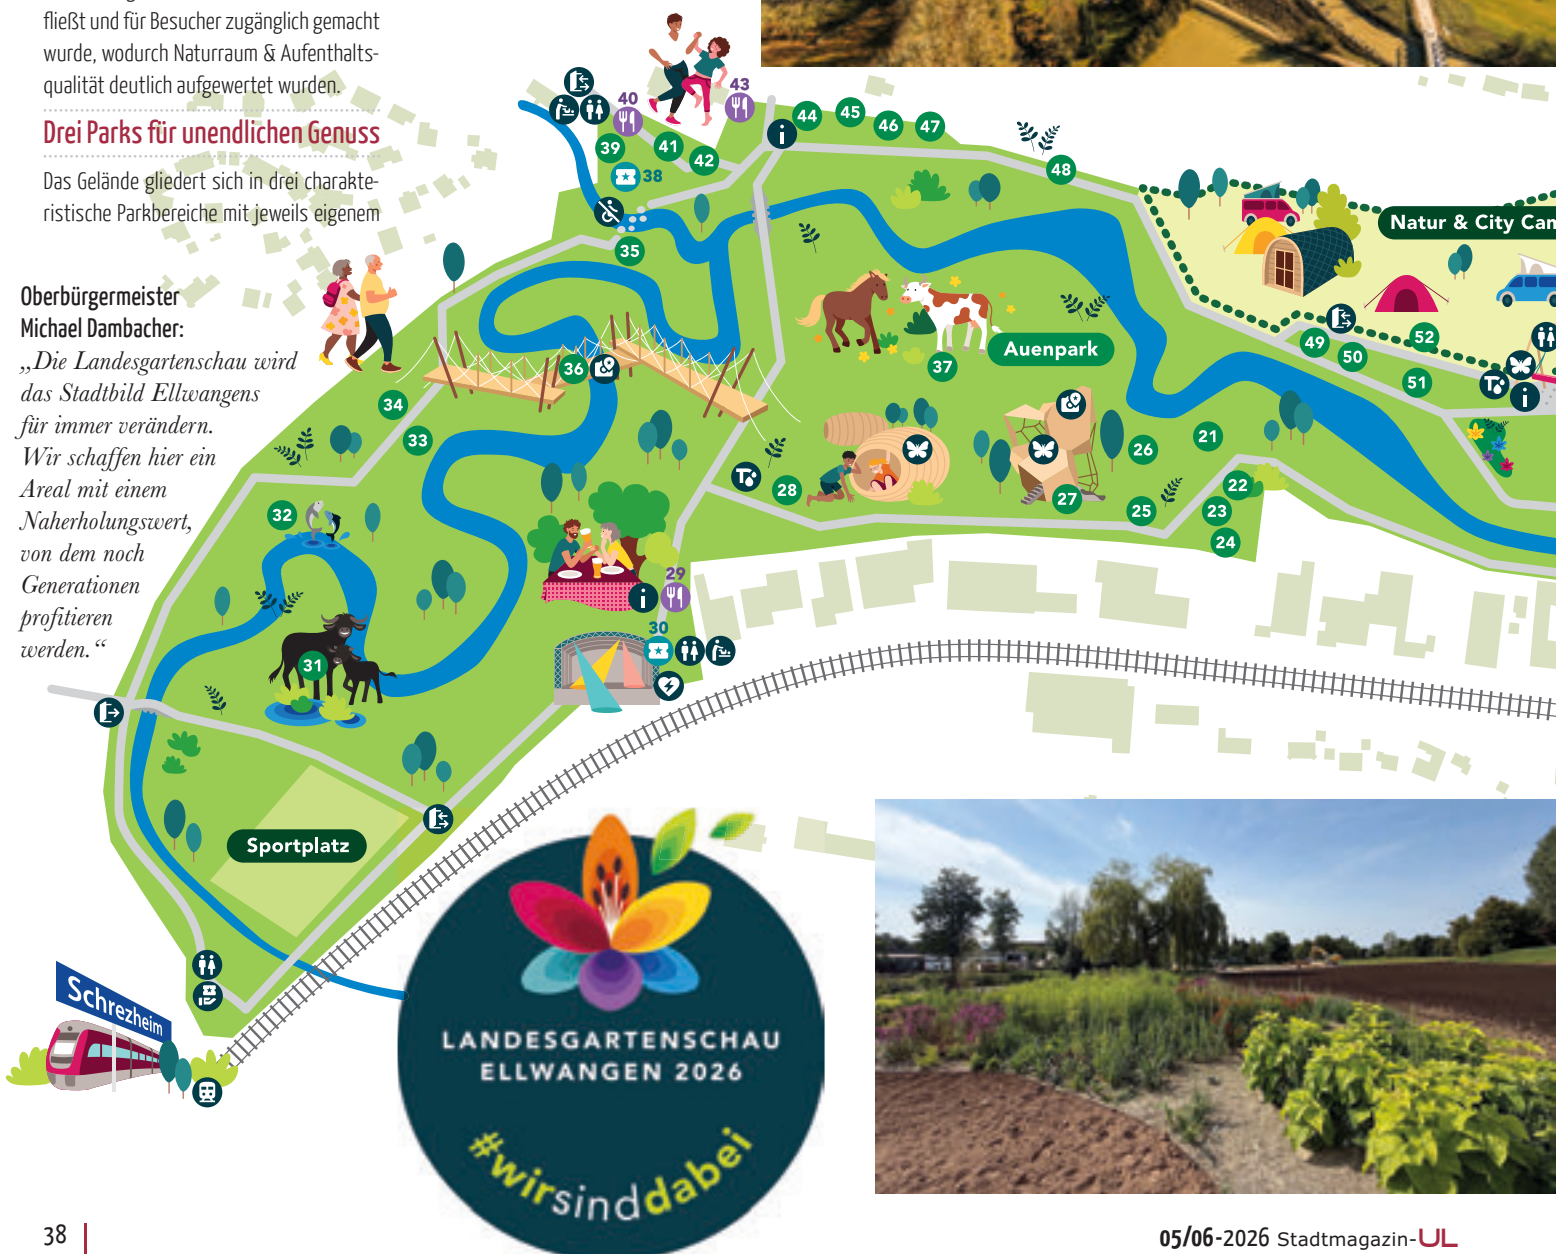 fließt und für Besucher zugänglich gemacht
wurde, wodurch Naturraum & Aufenthalts-
qualität deutlich aufgewertet wurden.
Drei Parks für unendlichen Genuss
Das Gelände gliedert sich in drei charakte-
ristische Parkbereiche mit jeweils eigenem
Oberbürgermeister
Michael Dambacher:
„Die Landesgartenschau wird
das Stadtbild Ellwangens
für immer verändern.
Wir schaffen hier ein
Areal mit einem
Naherholungswert,
von dem noch
Generationen
profitieren
werden.“
40
43
44
45
46
47
39
41
42
38
48
35
Natur & City Cam
36
37
Auenpark
49
50
52
51
34
33
26
21
28
27
25
22
23
24
32
29
30
31
Sportplatz
Schrezheim
LANDESGARTENSCHAU
ELLWANGEN 2026
#wirsinddabei
38
05/06-2026 Stadtmagazin-UL